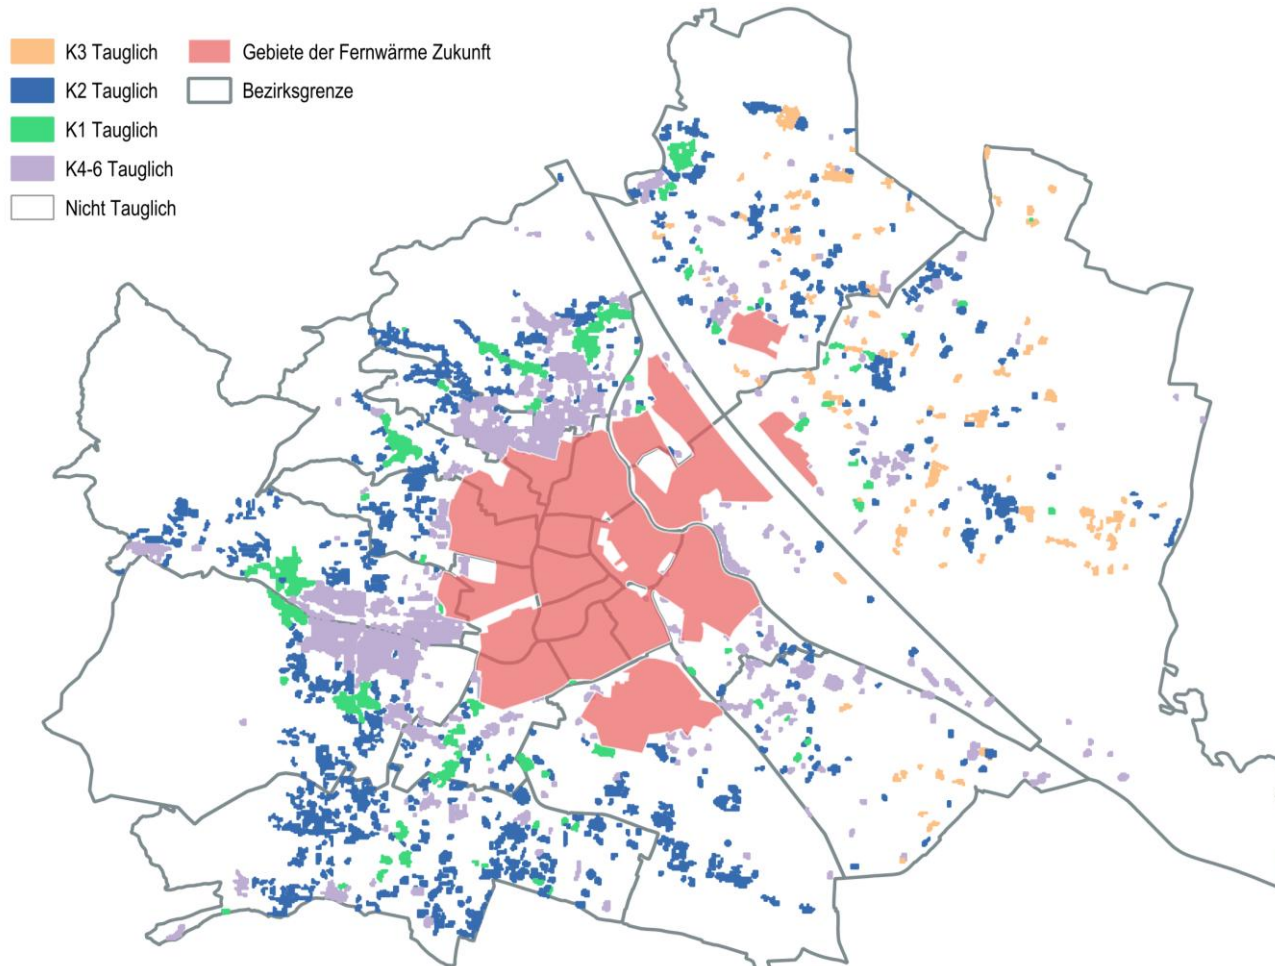 K3 Tauglich
K2 Tauglich
K1 Tauglich
K4-6 Tauglich
Nicht Tauglich
Gebiete der Fernwärme Zukunft
Bezirksgrenze